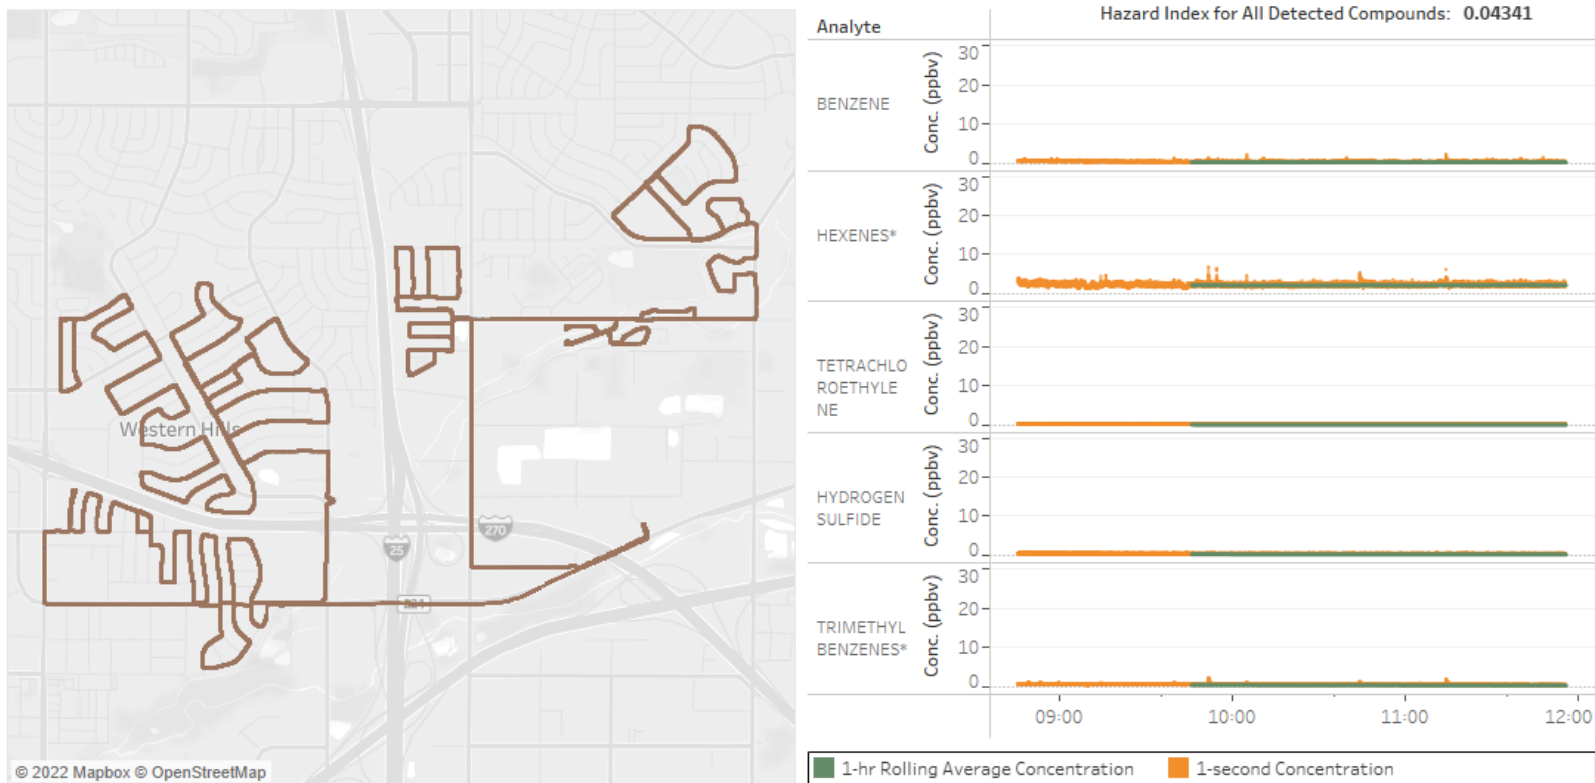 Western Hills
270
25
224
© 2022 Mapbox © OpenStreetMap
Analyte
Hazard Index for All Detected Compounds: 0.04341
BENZENE
Conc. (ppbv)
30
20
10
0
HEXENES*
Conc. (ppbv)
30
20
10
0
TETRACHLO
ROETHYLE
NE
Conc. (ppbv)
30
20
10
0
HYDROGEN
SULFIDE
Conc. (ppbv)
30
20
10
0
TRIMETHYL
BENZENES*
Conc. (ppbv)
30
20
10
0
09:00 10:00 11:00 12:00
1-hr Rolling Average Concentration 1-second Concentration